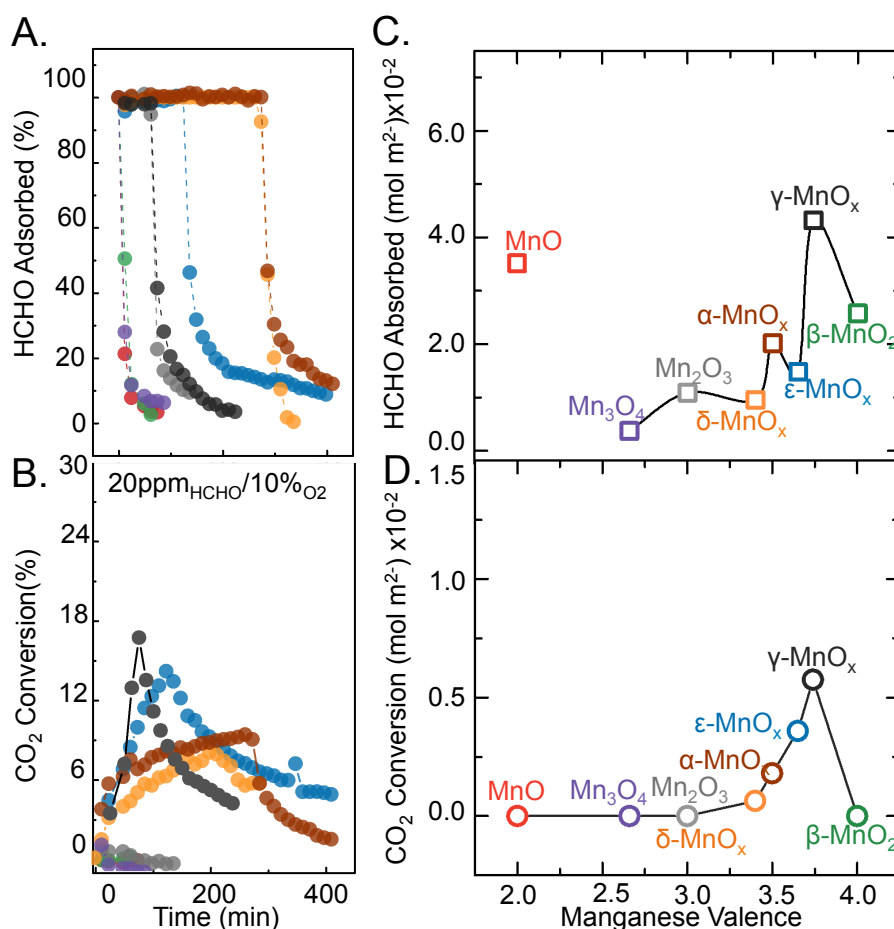 A.
HCHO Adsorbed (%)
100
80
60
40
20
0
B.
20ppm_HCHO/10%_O2
CO2 Conversion(%)
30
24
18
12
6
0
0 200 400
Time (min)
C.
HCHO Absorbed (mol m²⁻)x10⁻²
6.0
4.0
2.0
0.0
MnO
γ-MnOx
α-MnOx
β-MnO2
Mn2O3
ε-MnOx
Mn3O4
δ-MnOx
D.
CO2 Conversion (mol m²⁻) x10⁻²
1.5
1.0
0.5
0.0
γ-MnOx
ε-MnOx
α-MnO
MnO
Mn3O4
Mn2O3
δ-MnOx
β-MnO2
2.0 2.5 3.0 3.5 4.0
Manganese Valence